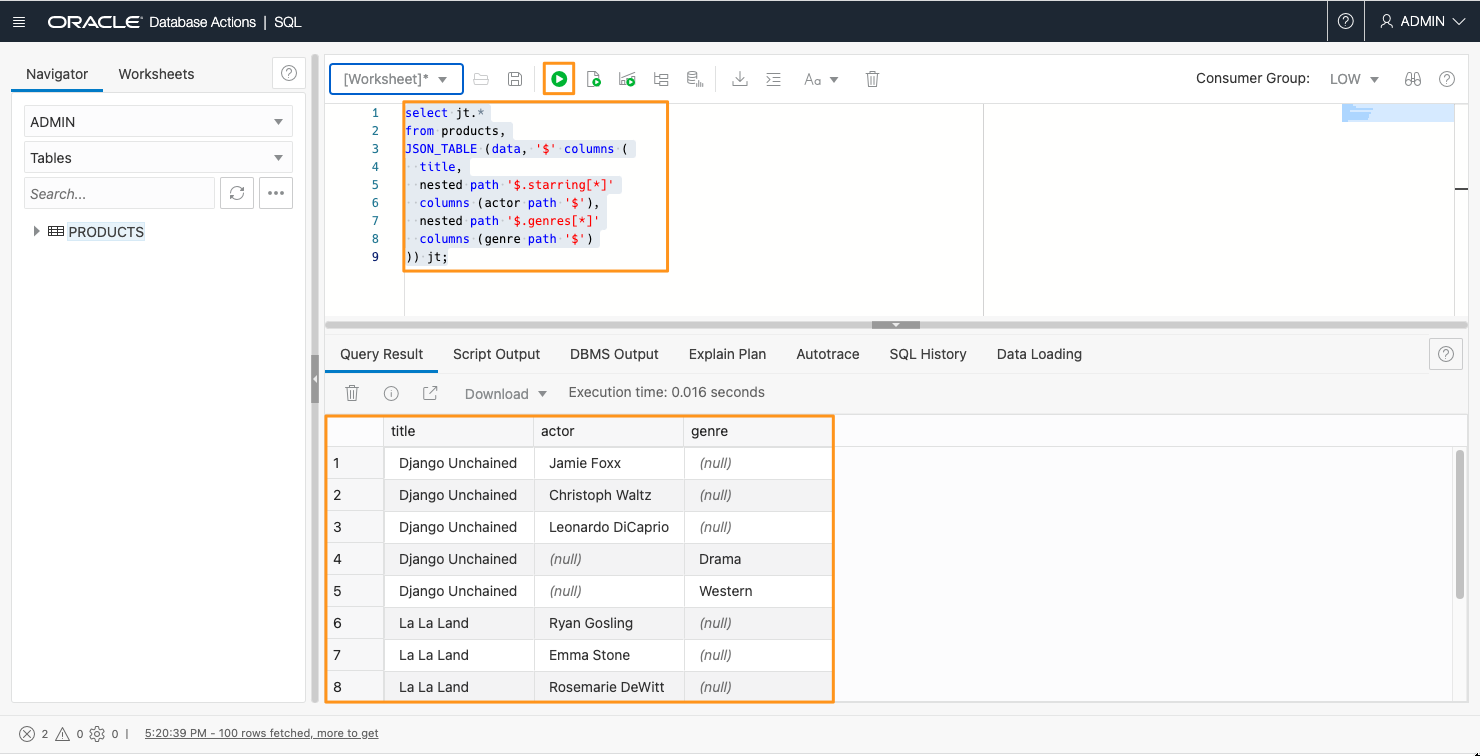 ORACLE Database Actions | SQL
ADMIN
Navigator
Worksheets
ADMIN
Tables
Search...
PRODUCTS
[Worksheet]*
Aa
Consumer Group: LOW
1 select jt.*
2 from products,
3 JSON_TABLE (data, '$' columns (
4 title,
5 nested path '$.starring[*]'
6 columns (actor path '$'),
7 nested path '$.genres[*]'
8 columns (genre path '$')
9 )) jt;
Query Result Script Output DBMS Output Explain Plan Autotrace SQL History Data Loading
Download Execution time: 0.016 seconds
title actor genre
1 Django Unchained Jamie Foxx (null)
2 Django Unchained Christoph Waltz (null)
3 Django Unchained Leonardo DiCaprio (null)
4 Django Unchained (null) Drama
5 Django Unchained (null) Western
6 La La Land Ryan Gosling (null)
7 La La Land Emma Stone (null)
8 La La Land Rosemarie DeWitt (null)
2 0 0 | 5:20:39 PM - 100 rows fetched, more to get